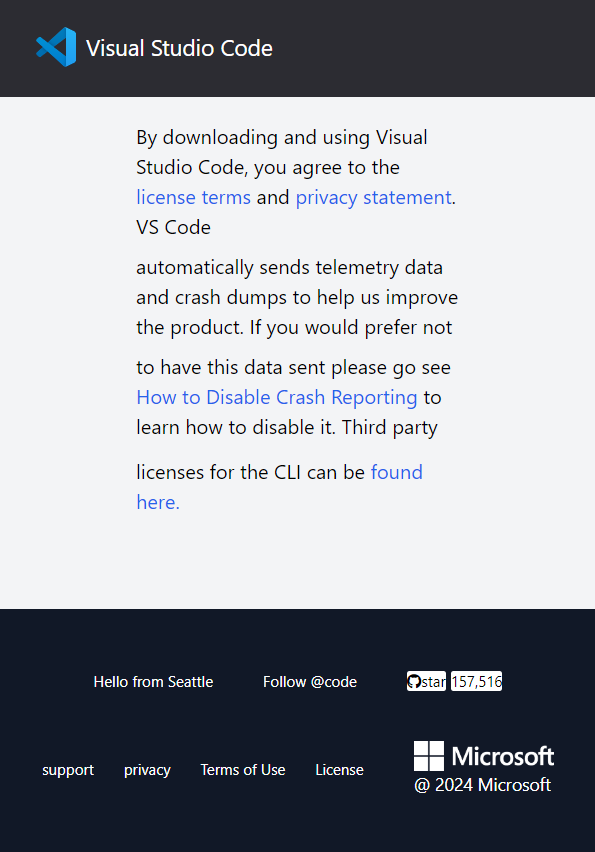 Visual Studio Code
By downloading and using Visual
Studio Code, you agree to the
license terms and privacy statement.
VS Code
automatically sends telemetry data
and crash dumps to help us improve
the product. If you would prefer not
to have this data sent please go see
How to Disable Crash Reporting to
learn how to disable it. Third party
licenses for the CLI can be found
here.
Hello from Seattle
Follow @code
star 157,516
support
privacy
Terms of Use
License
Microsoft
@ 2024 Microsoft